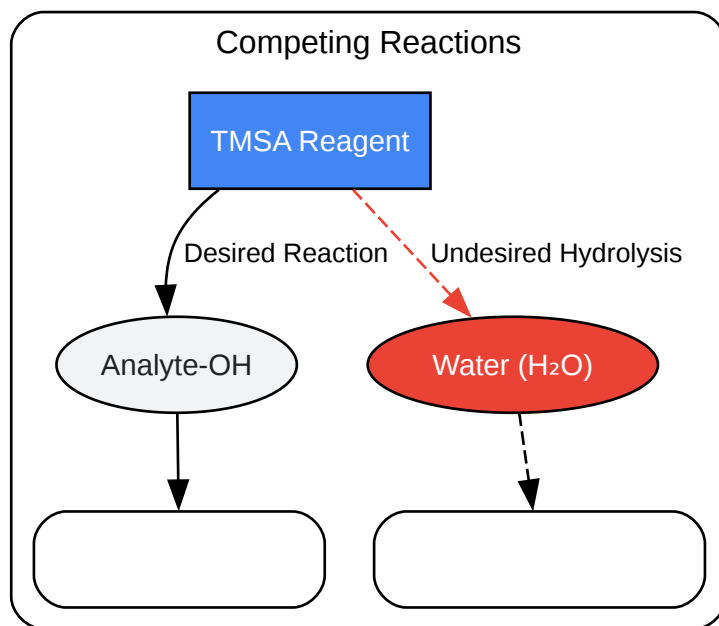 Competing Reactions
TMSA Reagent
Desired Reaction
Undesired Hydrolysis
Analyte-OH
Water (H₂O)